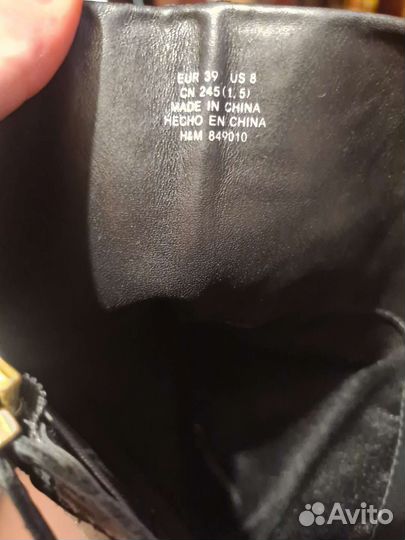 EUR 39 US 8
CN 245(1.5)
MADE IN CHINA
HECHO EN CHINA
H&M 849010
Avito